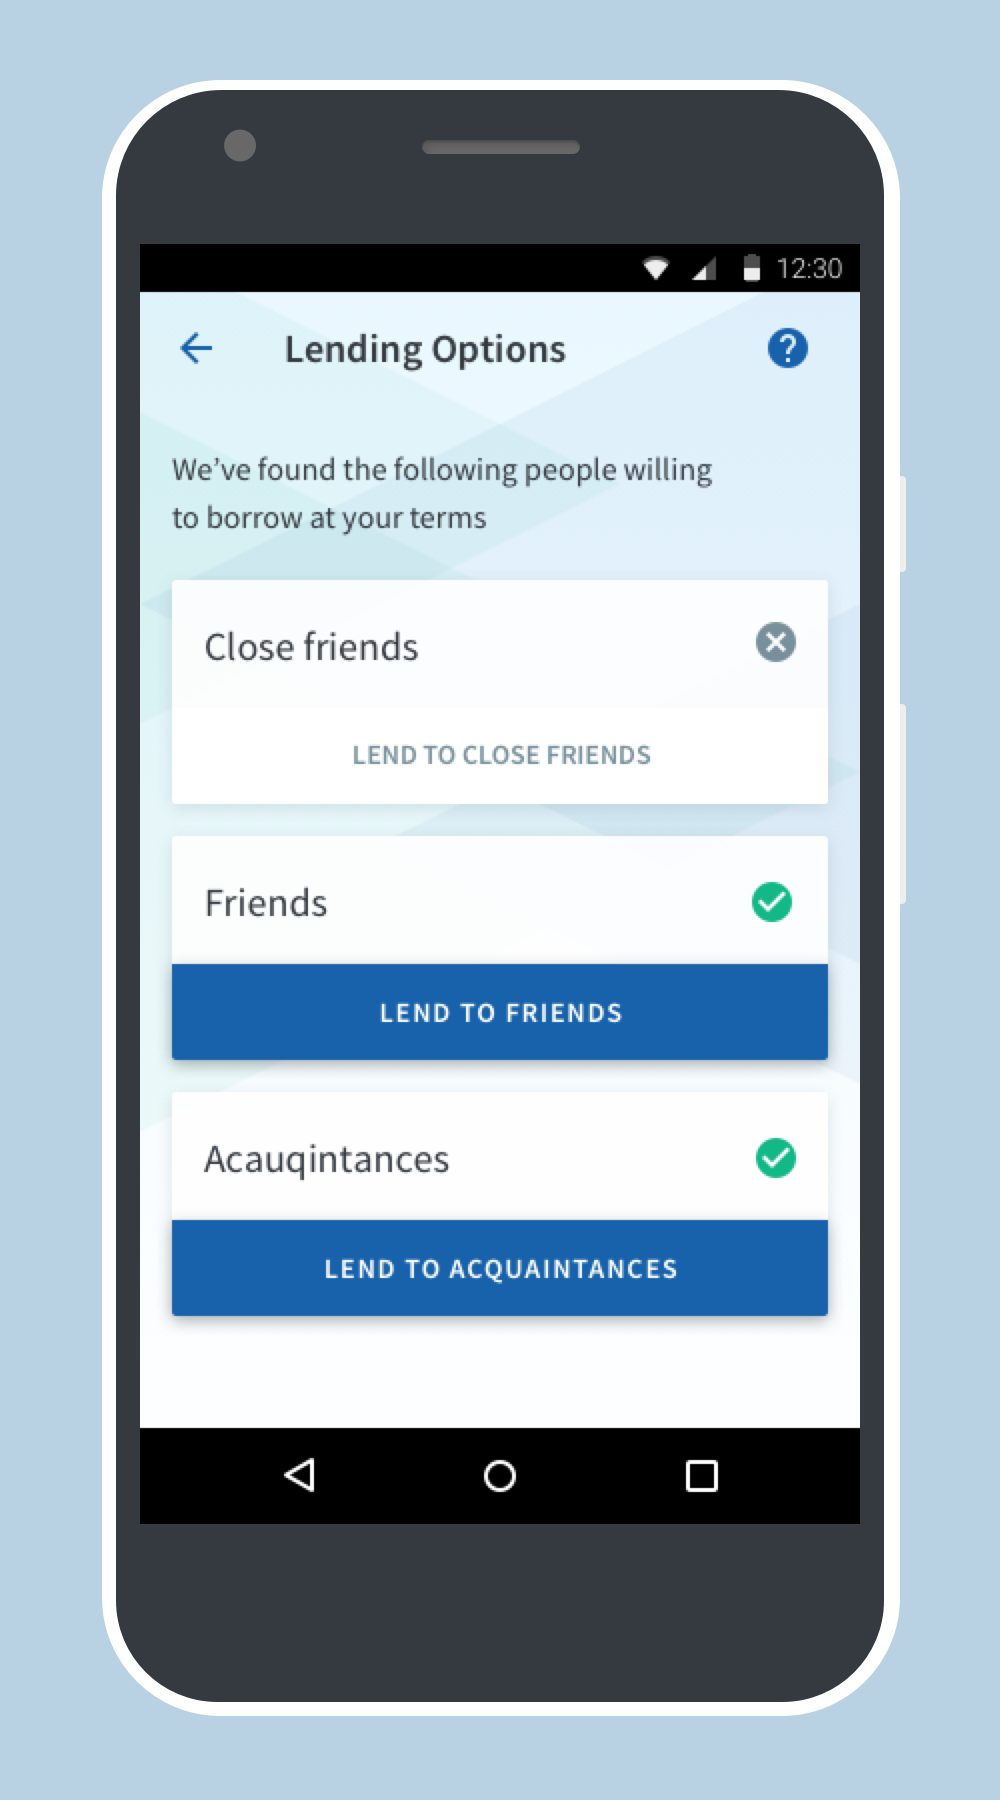 12:30
Lending Options
We’ve found the following people willing
to borrow at your terms
Close friends
LEND TO CLOSE FRIENDS
Friends
LEND TO FRIENDS
Acauqintances
LEND TO ACQUAINTANCES